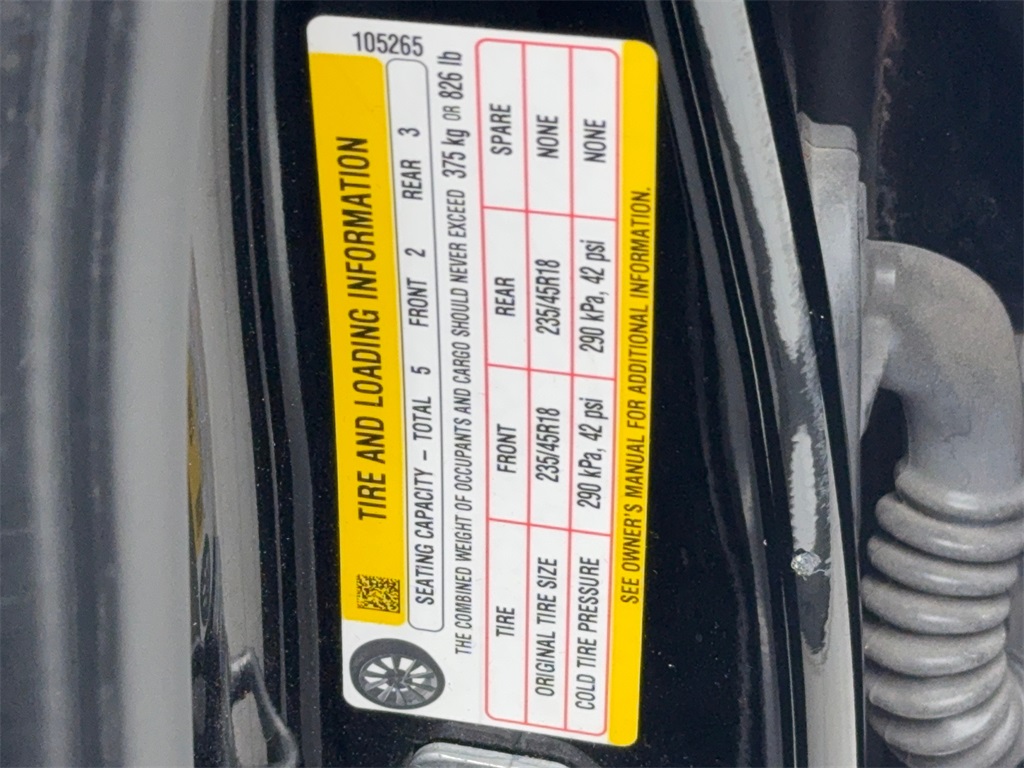 105265
TIRE AND LOADING INFORMATION
SEATING CAPACITY – TOTAL 5 FRONT 2 REAR 3
THE COMBINED WEIGHT OF OCCUPANTS AND CARGO SHOULD NEVER EXCEED 375 kg OR 826 lb
TIRE FRONT REAR SPARE
ORIGINAL TIRE SIZE 235/45R18 235/45R18 NONE
COLD TIRE PRESSURE 290 kPa, 42 psi 290 kPa, 42 psi NONE
SEE OWNER'S MANUAL FOR ADDITIONAL INFORMATION.